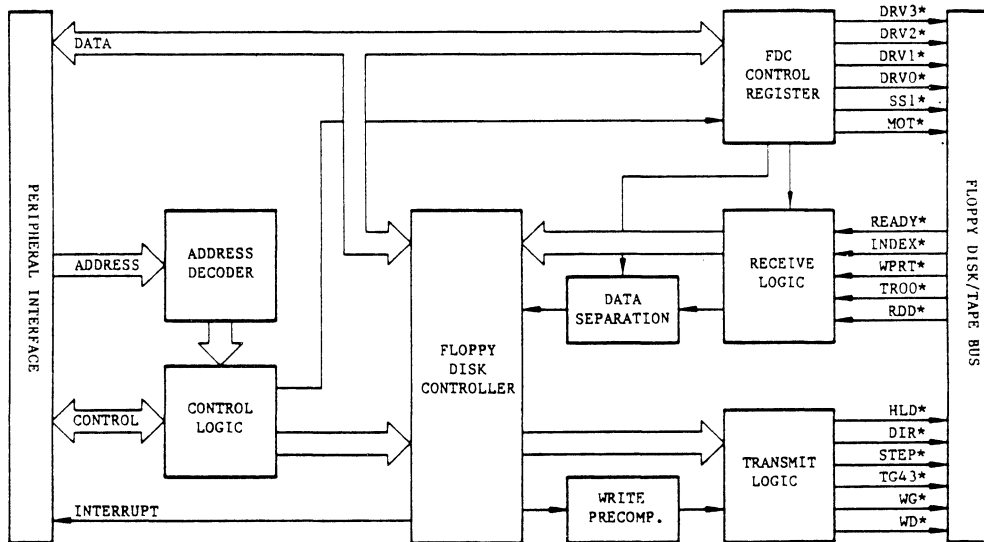 PERIPHERAL INTERFACE
DATA
ADDRESS
CONTROL
INTERRUPT
ADDRESS
DECODER
CONTROL
LOGIC
FLOPPY
DISK
CONTROLLER
FDC
CONTROL
REGISTER
DATA
SEPARATION
RECEIVE
LOGIC
WRITE
PRECOMP.
TRANSMIT
LOGIC
DRV3*
DRV2*
DRV1*
DRV0*
SS1*
MOT*
READY*
INDEX*
WPRT*
TR00*
RDD*
HLD*
DIR*
STEP*
TG43*
WG*
WD*
FLOPPY DISK/TAPE BUS